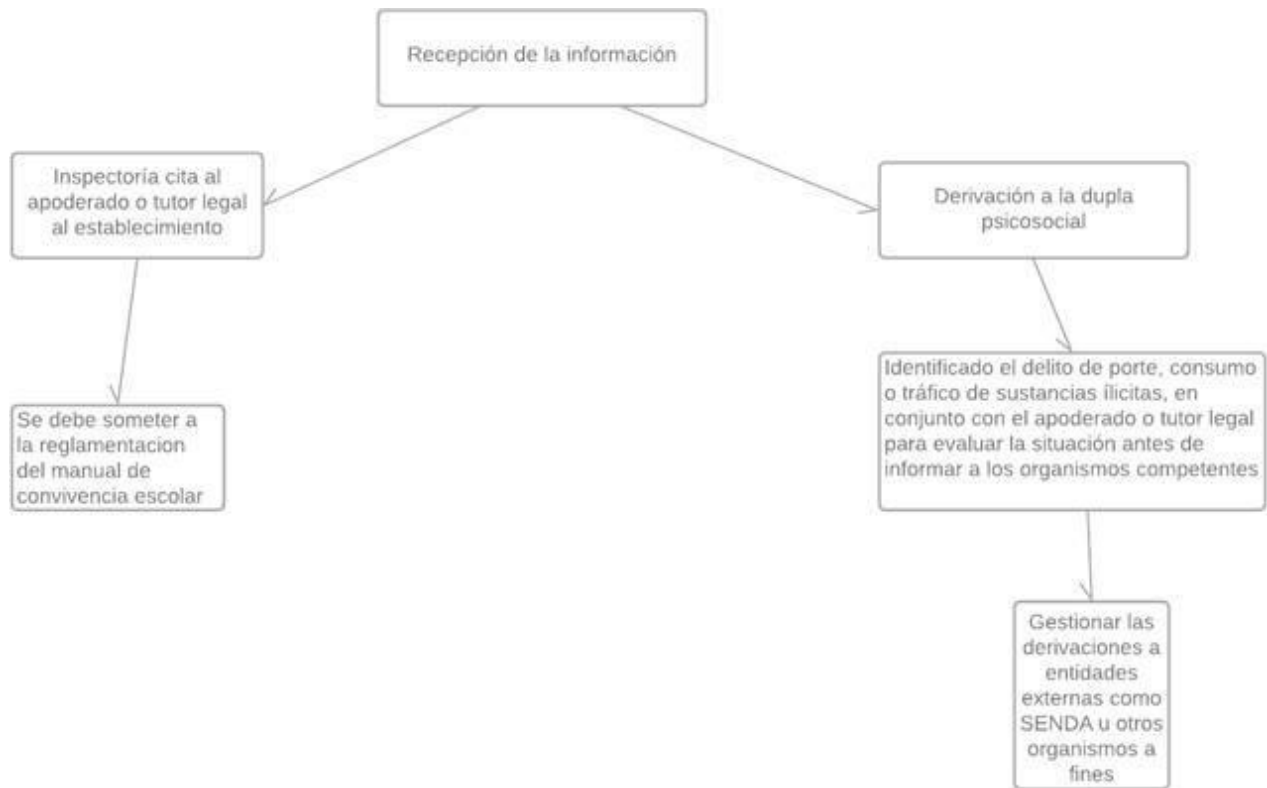 Recepción de la información
Inspectoría cita al
apoderado o tutor legal
al establecimiento
Derivación a la dupla
psicosocial
Se debe someter a
la reglamentacion
del manual de
convivencia escolar
Identificado el delito de porte, consumo
o tráfico de sustancias ílicitas, en
conjunto con el apoderado o tutor legal
para evaluar la situación antes de
informar a los organismos competentes
Gestionar las
derivaciones a
entidades
externas como
SENDA u otros
organismos a
fines